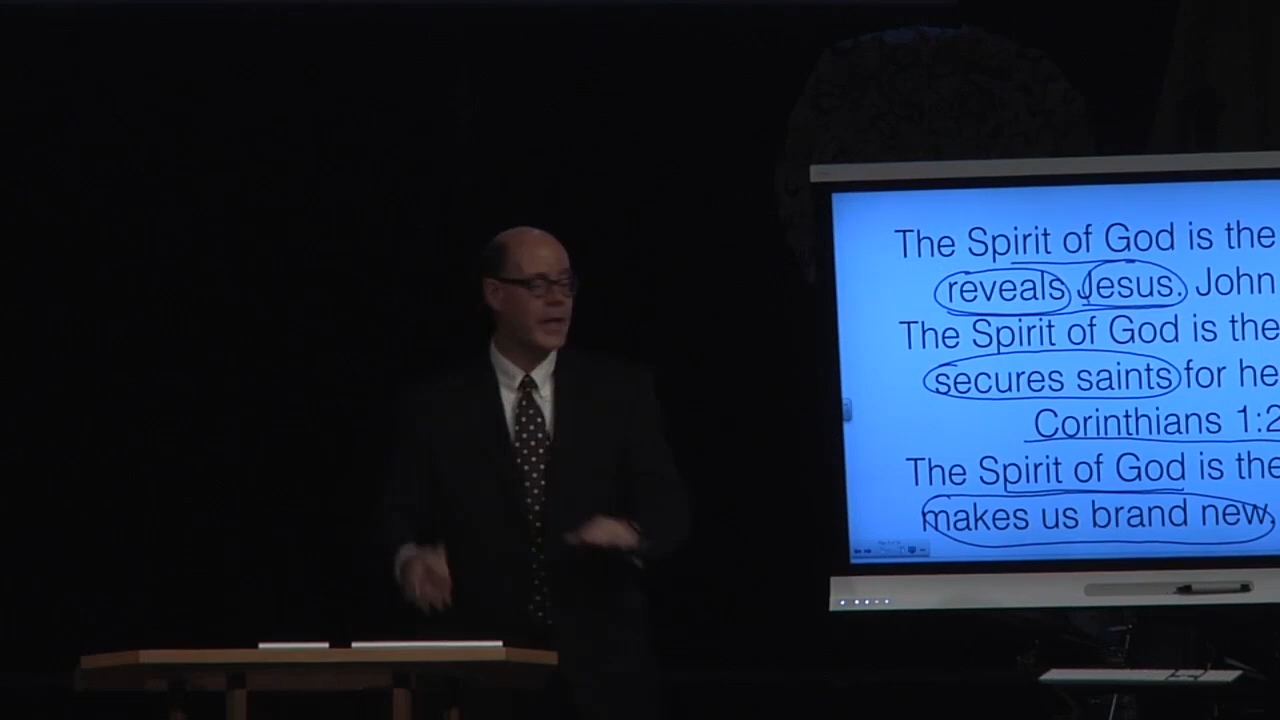 The Spirit of God is the
reveals Jesus. John
The Spirit of God is the
secures saints for he
Corinthians 1:2
The Spirit of God is the
makes us brand new.